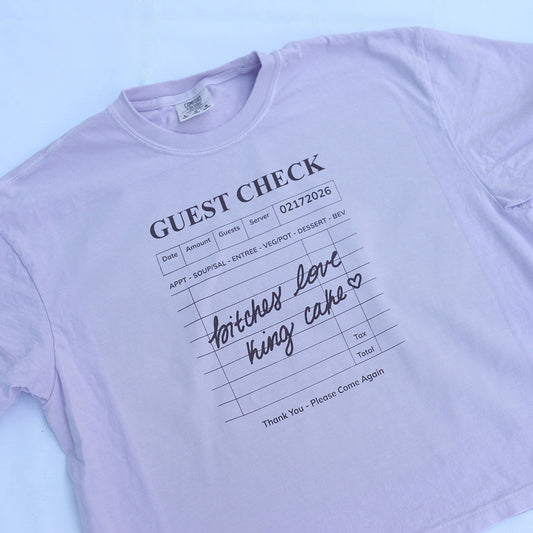 COMFORT
GUEST CHECK
Date Amount Guests Server 02172026
APPT - SOUP/SAL - ENTREE - VEG/POT - DESSERT - BEV
bitches love
king cake♡
Tax
Total
Thank You - Please Come Again